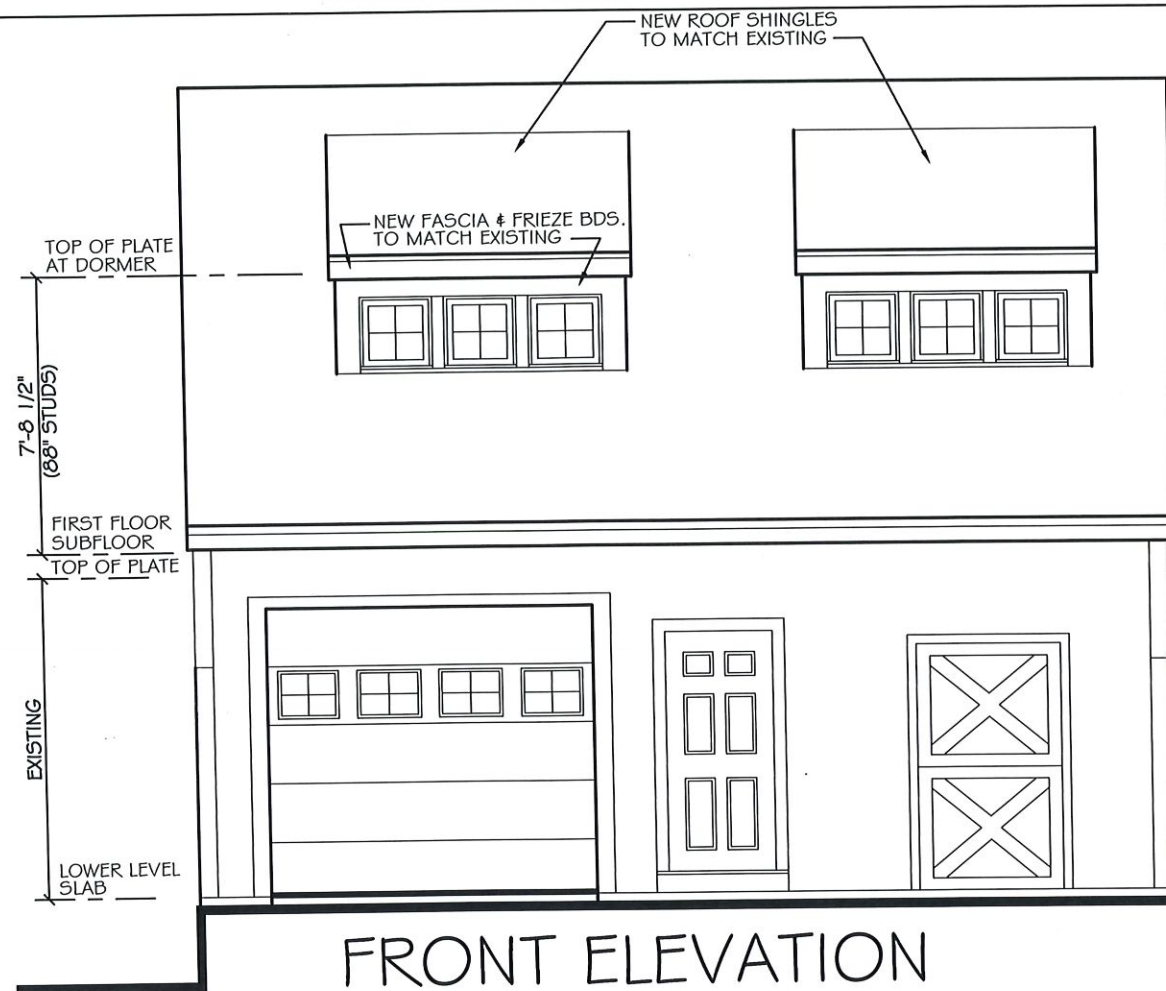 NEW ROOF SHINGLES
TO MATCH EXISTING
NEW FASCIA & FRIEZE BDS.
TO MATCH EXISTING
TOP OF PLATE
AT DORMER
7'-8 1/2"
(88" STUDS)
FIRST FLOOR
SUBFLOOR
TOP OF PLATE
EXISTING
LOWER LEVEL
SLAB
FRONT ELEVATION